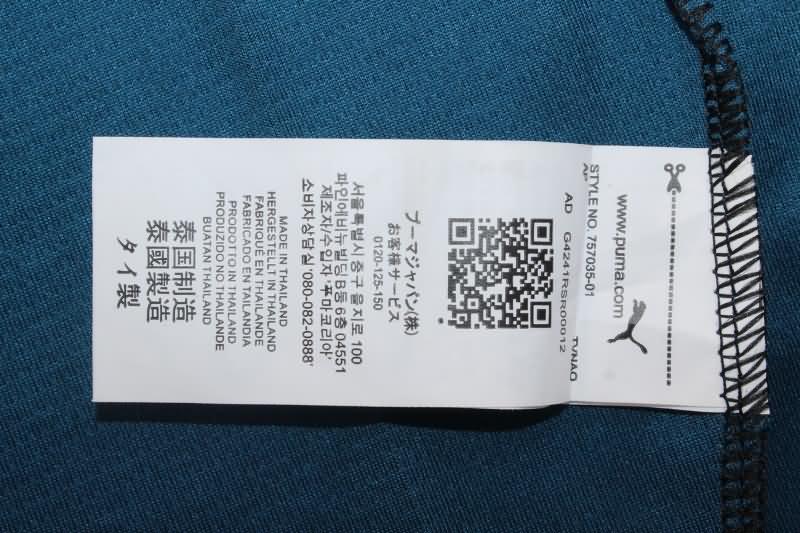 www.puma.com
STYLE NO. 757035-01
AD G4241RSR00012
プーマジャパン(株)
お客様サービス
0120-125-150
서울특별시 중구 을지로 100
파인에비뉴빌딩B동 6층 04551
제조자/수입자 '푸마코리아'
소비자상담실'080-082-0888'
MADE IN THAILAND
HERGESTELLT IN THAILAND
FABRIQUÉ EN THAILANDE
FABRICADO EN TAILANDIA
PRODOTTO IN THAILAND
PRODUZIDO NO THAILANDE
BUATAN THAILAND
泰国制造
泰國製造
タイ製